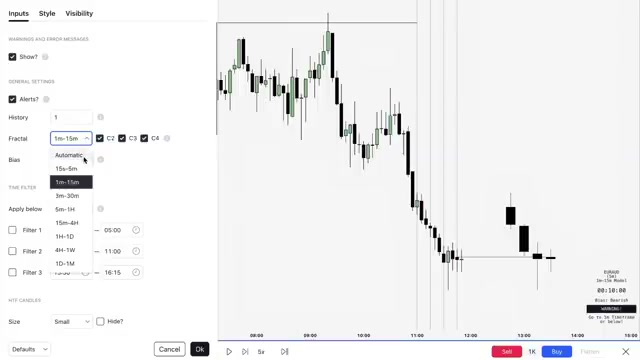 Inputs Style Visibility
WARNINGS AND ERROR MESSAGES
Show?
GENERAL SETTINGS
Alerts?
History 1
Fractal 1m-15m C2 C3 C4
Automatic
Bias
15s-5m
1m-15m
TIME FILTER
3m-30m
Apply below 5m-1H
15m-4H
Filter 1 — 05:00
1H-1D
Filter 2 4H-1W — 11:00
1D-1M
Filter 3 — 16:15
HTF CANDLES
Size Small Hide?
Defaults Cancel Ok
EURAUD
(5m)
1m-15m Model
00:10:00
Bias: Bearish
WARNING!
Go to 1m Timeframe
or below!
08:00 09:00 10:00 11:00 12:00 13:00 14:00 15:00 16:00
5x Sell 1K Buy Flatten